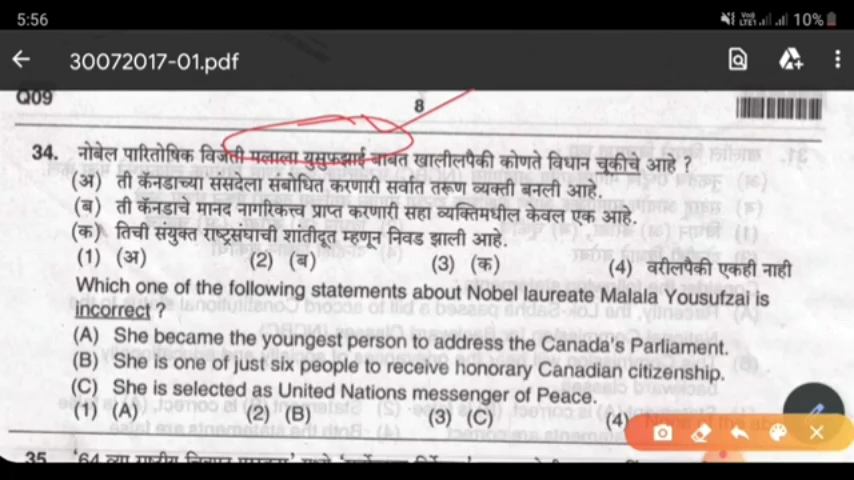 5:56
VoD LTE1 10%
30072017-01.pdf
Q09
8
34. नोबेल पारितोषिक विजेती मलाला युसुफझाई बाबत खालीलपैकी कोणते विधान चुकीचे आहे ?
(अ) ती कॅनडाच्या संसदेला संबोधित करणारी सर्वात तरूण व्यक्ती बनली आहे.
(ब) ती कॅनडाचे मानद नागरिकत्त्व प्राप्त करणारी सहा व्यक्तिमधील केवल एक आहे.
(क) तिची संयुक्त राष्ट्रसंघाची शांतीदूत म्हणून निवड झाली आहे.
(1) (अ) (2) (ब) (3) (क) (4) वरीलपैकी एकही नाही
Which one of the following statements about Nobel laureate Malala Yousufzai is
incorrect ?
(A) She became the youngest person to address the Canada's Parliament.
(B) She is one of just six people to receive honorary Canadian citizenship.
(C) She is selected as United Nations messenger of Peace.
(1) (A) (2) (B) (3) (C) (4)
35 '64 व्या राष्ट्रीय